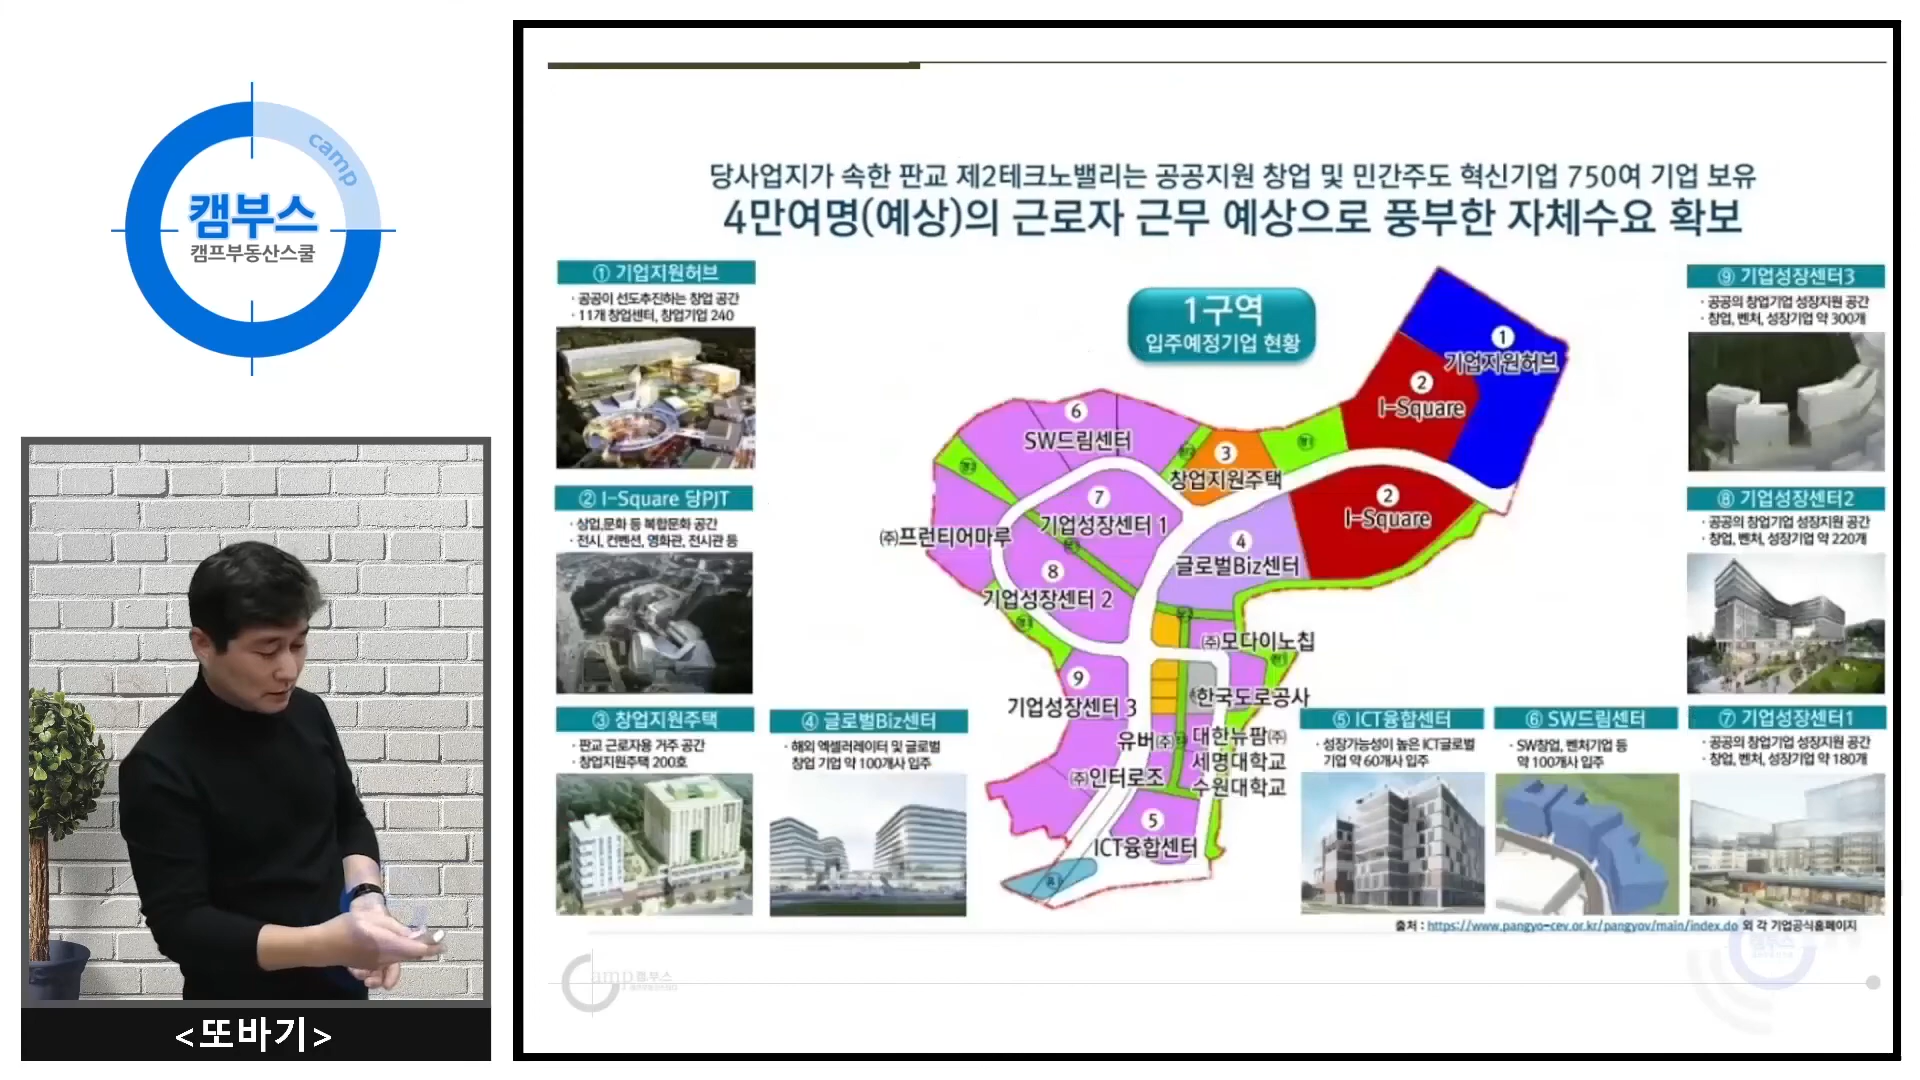 camp
캠부스
캠프부동산스쿨
<또바기>
당사업지가 속한 판교 제2테크노밸리는 공공지원 창업 및 민간주도 혁신기업 750여 기업 보유
4만여명(예상)의 근로자 근무 예상으로 풍부한 자체수요 확보
① 기업지원허브
· 공공이 선도추진하는 창업 공간
· 11개 창업센터, 창업기업 240
② I-Square 당PJT
· 상업,문화 등 복합문화 공간
· 전시, 컨벤션, 영화관, 전시관 등
③ 창업지원주택
· 판교 근로자용 거주 공간
· 창업지원주택 200호
④ 글로벌Biz센터
· 해외 엑셀러레이터 및 글로벌
창업 기업 약 100개사 입주
1구역
입주예정기업 현황
1
기업지원허브
2
I-Square
6
SW드림센터
3
창업지원주택
7
기업성장센터 1
2
I-Square
㈜프런티어마루
4
글로벌Biz센터
8
기업성장센터 2
㈜모다이노칩
9
기업성장센터 3
한국도로공사
유버㈜
대한뉴팜㈜
세명대학교
㈜인터로조
수원대학교
5
ICT융합센터
⑤ ICT융합센터
· 성장가능성이 높은 ICT글로벌
기업 약 60개사 입주
⑥ SW드림센터
· SW창업, 벤처기업 등
약 100개사 입주
⑨ 기업성장센터3
· 공공의 창업기업 성장지원 공간
· 창업, 벤처, 성장기업 약 300개
⑧ 기업성장센터2
· 공공의 창업기업 성장지원 공간
· 창업, 벤처, 성장기업 약 220개
⑦ 기업성장센터1
· 공공의 창업기업 성장지원 공간
· 창업, 벤처, 성장기업 약 180개
출처 : https://www.pangyo-cev.or.kr/pangyov/main/index.do 외 각 기업공식홈페이지
amp 캠부스